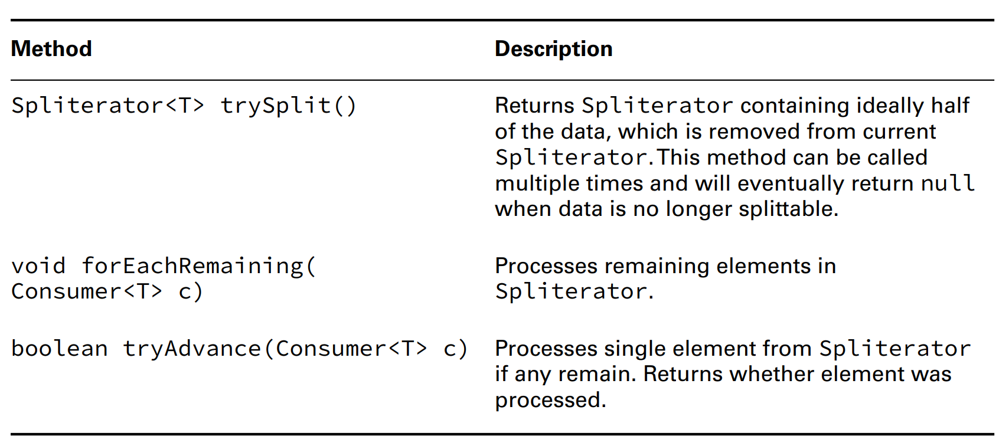 Method Description
Spliterator<T> trySplit() Returns Spliterator containing ideally half
of the data, which is removed from current
Spliterator. This method can be called
multiple times and will eventually return null
when data is no longer splittable.
void forEachRemaining( Processes remaining elements in
Consumer<T> c) Spliterator.
boolean tryAdvance(Consumer<T> c) Processes single element from Spliterator
if any remain. Returns whether element was
processed.